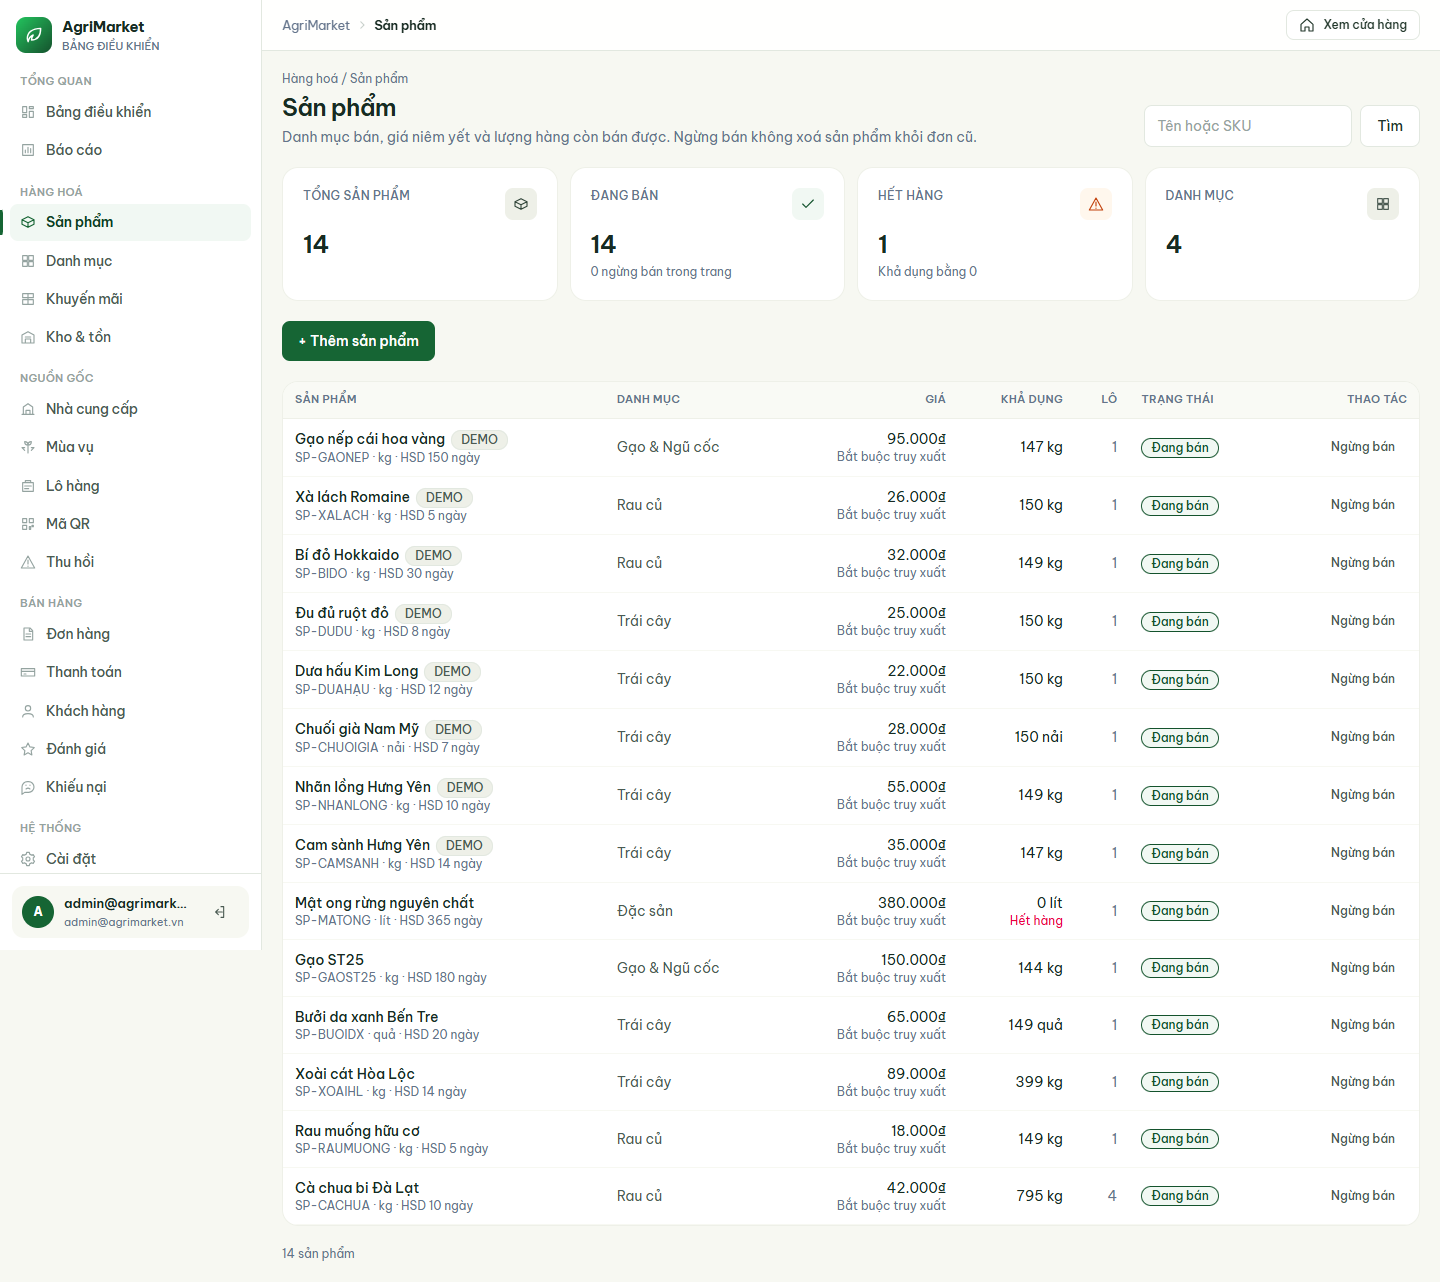 AgriMarket
BẢNG ĐIỀU KHIỂN
TỔNG QUAN
Bảng điều khiển
Báo cáo
HÀNG HOÁ
Sản phẩm
Danh mục
Khuyến mãi
Kho & tồn
NGUỒN GỐC
Nhà cung cấp
Mùa vụ
Lô hàng
Mã QR
Thu hồi
BÁN HÀNG
Đơn hàng
Thanh toán
Khách hàng
Đánh giá
Khiếu nại
HỆ THỐNG
Cài đặt
A
admin@agrimark...
admin@agrimarket.vn
AgriMarket > Sản phẩm
Xem cửa hàng
Hàng hoá / Sản phẩm
Sản phẩm
Danh mục bán, giá niêm yết và lượng hàng còn bán được. Ngừng bán không xoá sản phẩm khỏi đơn cũ.
Tên hoặc SKU
Tìm
TỔNG SẢN PHẨM
14
ĐANG BÁN
14
0 ngừng bán trong trang
HẾT HÀNG
1
Khả dụng bằng 0
DANH MỤC
4
+ Thêm sản phẩm
SẢN PHẨM DANH MỤC GIÁ KHẢ DỤNG LÔ TRẠNG THÁI THAO TÁC
Gạo nếp cái hoa vàng DEMO Gạo & Ngũ cốc 95.000₫ 147 kg 1 Đang bán Ngừng bán
SP-GAONEP · kg · HSD 150 ngày Bắt buộc truy xuất
Xà lách Romaine DEMO Rau củ 26.000₫ 150 kg 1 Đang bán Ngừng bán
SP-XALACH · kg · HSD 5 ngày Bắt buộc truy xuất
Bí đỏ Hokkaido DEMO Rau củ 32.000₫ 149 kg 1 Đang bán Ngừng bán
SP-BIDO · kg · HSD 30 ngày Bắt buộc truy xuất
Đu đủ ruột đỏ DEMO Trái cây 25.000₫ 150 kg 1 Đang bán Ngừng bán
SP-DUDU · kg · HSD 8 ngày Bắt buộc truy xuất
Dưa hấu Kim Long DEMO Trái cây 22.000₫ 150 kg 1 Đang bán Ngừng bán
SP-DUAHAU · kg · HSD 12 ngày Bắt buộc truy xuất
Chuối già Nam Mỹ DEMO Trái cây 28.000₫ 150 nải 1 Đang bán Ngừng bán
SP-CHUOIGIA · nải · HSD 7 ngày Bắt buộc truy xuất
Nhãn lồng Hưng Yên DEMO Trái cây 55.000₫ 149 kg 1 Đang bán Ngừng bán
SP-NHANLONG · kg · HSD 10 ngày Bắt buộc truy xuất
Cam sành Hưng Yên DEMO Trái cây 35.000₫ 147 kg 1 Đang bán Ngừng bán
SP-CAMSANH · kg · HSD 14 ngày Bắt buộc truy xuất
Mật ong rừng nguyên chất Đặc sản 380.000₫ 0 lít 1 Đang bán Ngừng bán
SP-MATONG · lít · HSD 365 ngày Bắt buộc truy xuất Hết hàng
Gạo ST25 Gạo & Ngũ cốc 150.000₫ 144 kg 1 Đang bán Ngừng bán
SP-GAOST25 · kg · HSD 180 ngày Bắt buộc truy xuất
Bưởi da xanh Bến Tre Trái cây 65.000₫ 149 quả 1 Đang bán Ngừng bán
SP-BUOIDX · quả · HSD 20 ngày Bắt buộc truy xuất
Xoài cát Hòa Lộc Trái cây 89.000₫ 399 kg 1 Đang bán Ngừng bán
SP-XOAIHL · kg · HSD 14 ngày Bắt buộc truy xuất
Rau muống hữu cơ Rau củ 18.000₫ 149 kg 1 Đang bán Ngừng bán
SP-RAUMUONG · kg · HSD 5 ngày Bắt buộc truy xuất
Cà chua bi Đà Lạt Rau củ 42.000₫ 795 kg 4 Đang bán Ngừng bán
SP-CACHUA · kg · HSD 10 ngày Bắt buộc truy xuất
14 sản phẩm